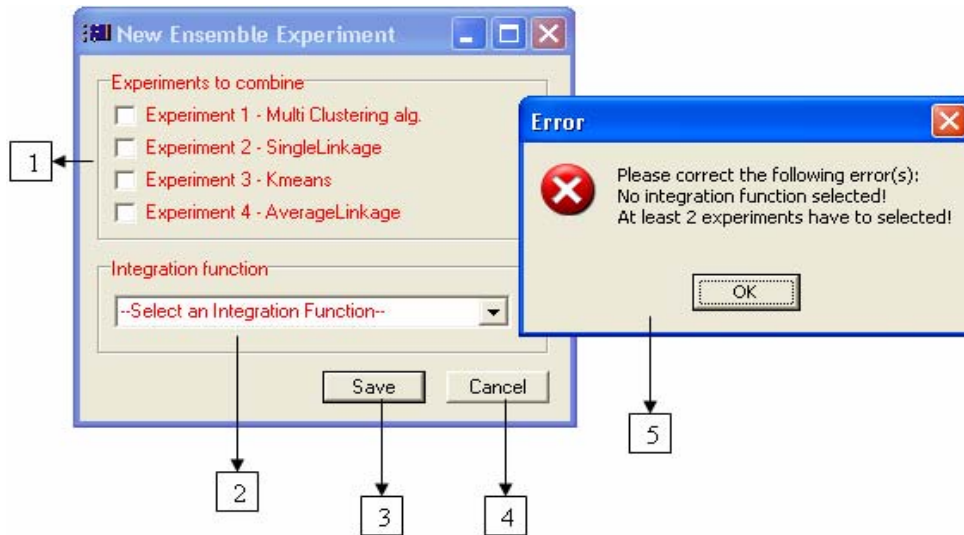 New Ensemble Experiment
Experiments to combine
Experiment 1 - Multi Clustering alg.
Experiment 2 - SingleLinkage
Experiment 3 - Kmeans
Experiment 4 - AverageLinkage
Integration function
--Select an Integration Function--
Save
Cancel
Error
Please correct the following error(s):
No integration function selected!
At least 2 experiments have to selected!
OK
1
2
3
4
5